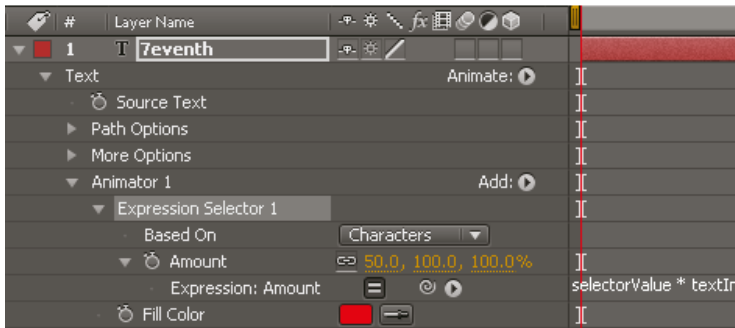 # Layer Name fx
1 T 7eventh
Text Animate:
Source Text
Path Options
More Options
Animator 1 Add:
Expression Selector 1
Based On Characters
Amount 50.0, 100.0, 100.0%
Expression: Amount selectorValue * textIn
Fill Color